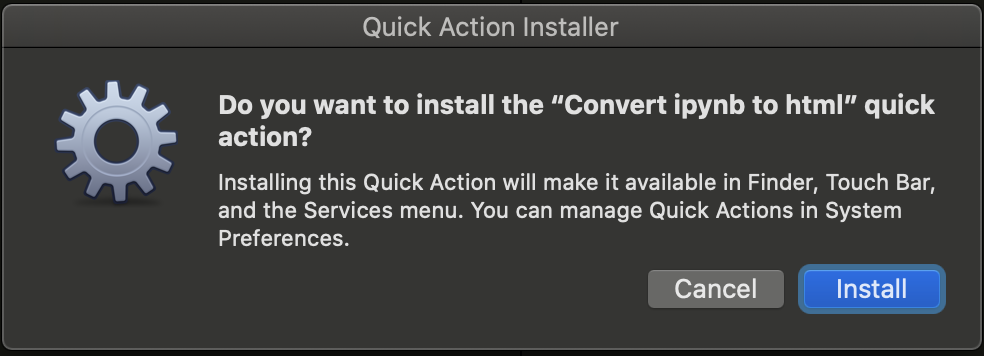 Quick Action Installer
Do you want to install the “Convert ipynb to html” quick
action?
Installing this Quick Action will make it available in Finder, Touch Bar,
and the Services menu. You can manage Quick Actions in System
Preferences.
Cancel
Install